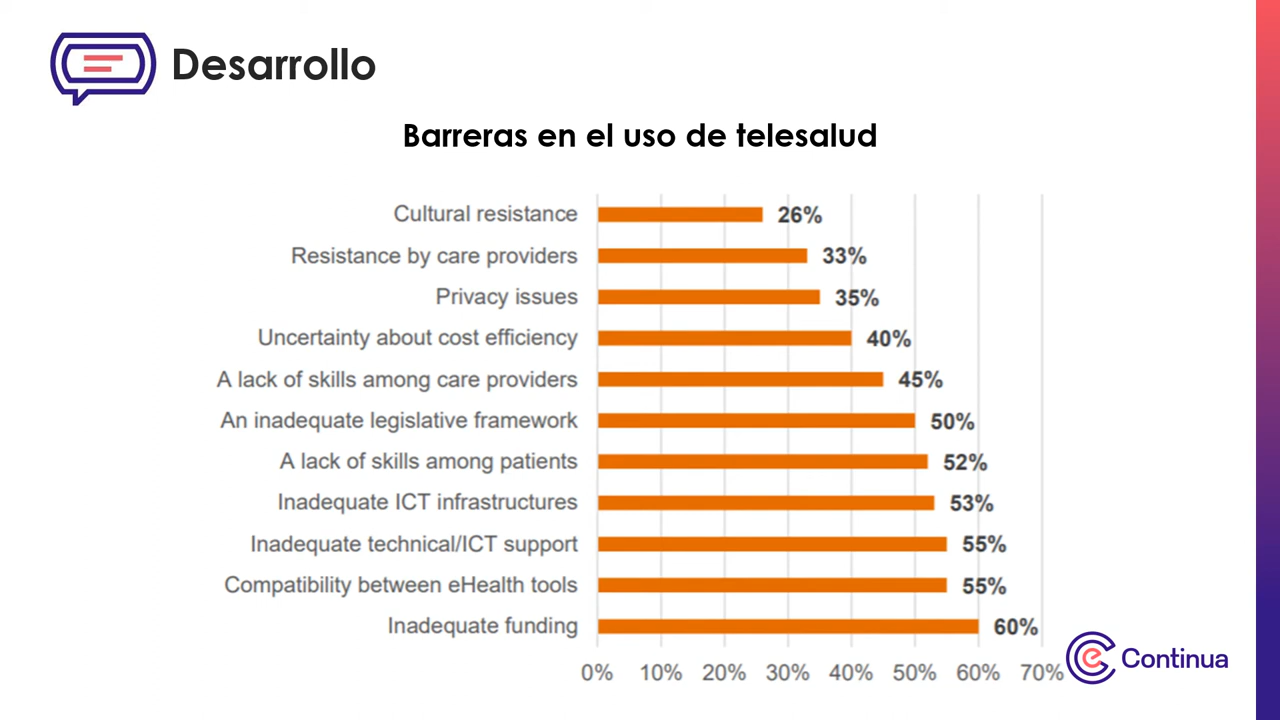 Desarrollo
Barreras en el uso de telesalud
Cultural resistance 26%
Resistance by care providers 33%
Privacy issues 35%
Uncertainty about cost efficiency 40%
A lack of skills among care providers 45%
An inadequate legislative framework 50%
A lack of skills among patients 52%
Inadequate ICT infrastructures 53%
Inadequate technical/ICT support 55%
Compatibility between eHealth tools 55%
Inadequate funding 60%
0% 10% 20% 30% 40% 50% 60% 70%
e Continua